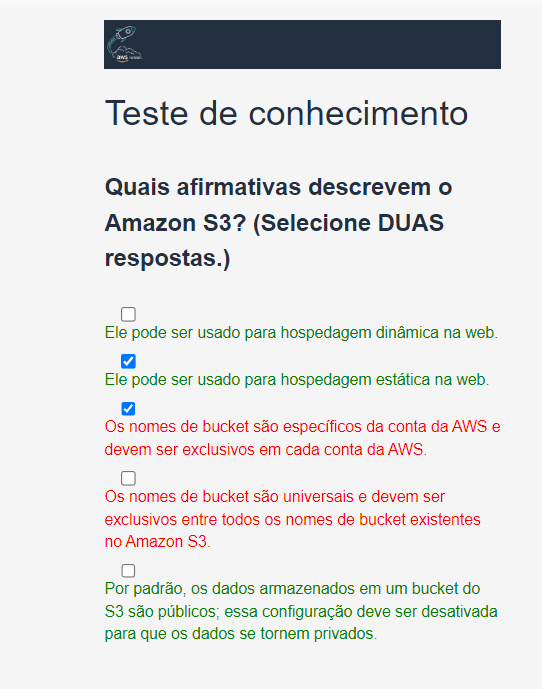 aws
Teste de conhecimento
Quais afirmativas descrevem o
Amazon S3? (Selecione DUAS
respostas.)
Ele pode ser usado para hospedagem dinâmica na web.
Ele pode ser usado para hospedagem estática na web.
Os nomes de bucket são específicos da conta da AWS e
devem ser exclusivos em cada conta da AWS.
Os nomes de bucket são universais e devem ser
exclusivos entre todos os nomes de bucket existentes
no Amazon S3.
Por padrão, os dados armazenados em um bucket do
S3 são públicos; essa configuração deve ser desativada
para que os dados se tornem privados.